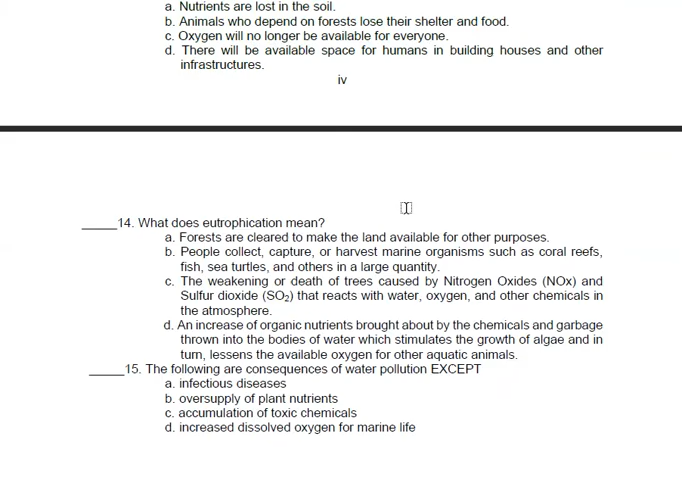 a. Nutrients are lost in the soil.
b. Animals who depend on forests lose their shelter and food.
c. Oxygen will no longer be available for everyone.
d. There will be available space for humans in building houses and other
infrastructures.
iv
_____14. What does eutrophication mean?
a. Forests are cleared to make the land available for other purposes.
b. People collect, capture, or harvest marine organisms such as coral reefs,
fish, sea turtles, and others in a large quantity.
c. The weakening or death of trees caused by Nitrogen Oxides (NOx) and
Sulfur dioxide (SO₂) that reacts with water, oxygen, and other chemicals in
the atmosphere.
d. An increase of organic nutrients brought about by the chemicals and garbage
thrown into the bodies of water which stimulates the growth of algae and in
turn, lessens the available oxygen for other aquatic animals.
_____15. The following are consequences of water pollution EXCEPT
a. infectious diseases
b. oversupply of plant nutrients
c. accumulation of toxic chemicals
d. increased dissolved oxygen for marine life